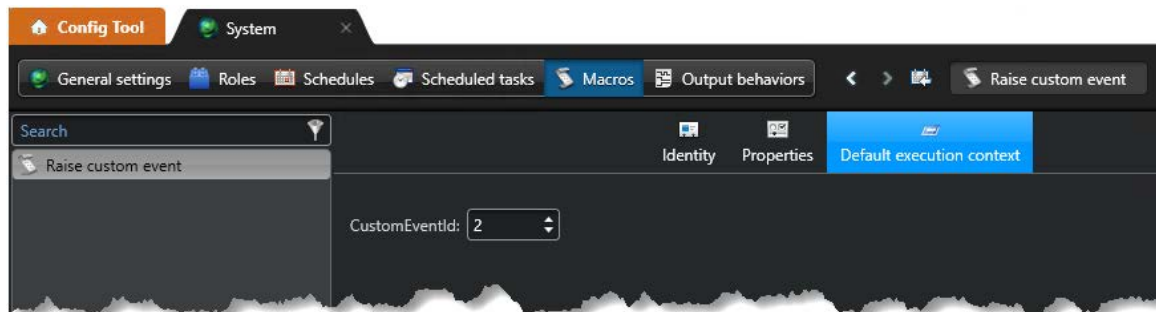 Config Tool System
General settings Roles Schedules Scheduled tasks Macros Output behaviors Raise custom event
Search
Raise custom event
Identity Properties Default execution context
CustomEventId: 2